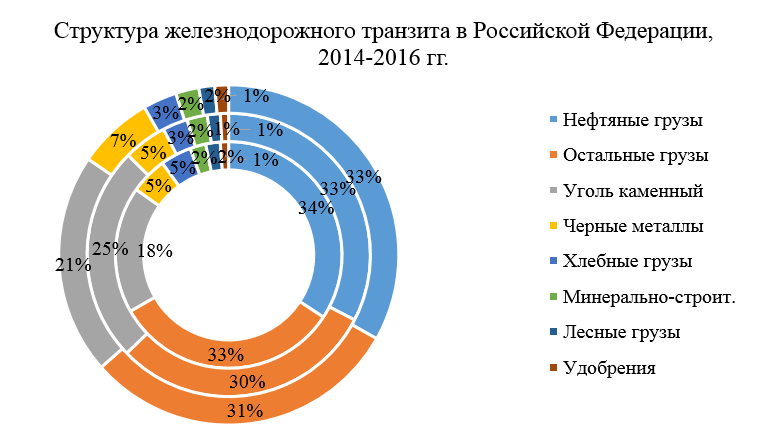 Структура железнодорожного транзита в Российской Федерации,
2014-2016 гг.
3% 2% 2% 1%
7% 3% 2% 1% 1%
5% 5% 2% 2% 1%
5% 33%
33%
34%
25% 18%
21%
33%
30%
31%
Нефтяные грузы
Остальные грузы
Уголь каменный
Черные металлы
Хлебные грузы
Минерально-строит.
Лесные грузы
Удобрения